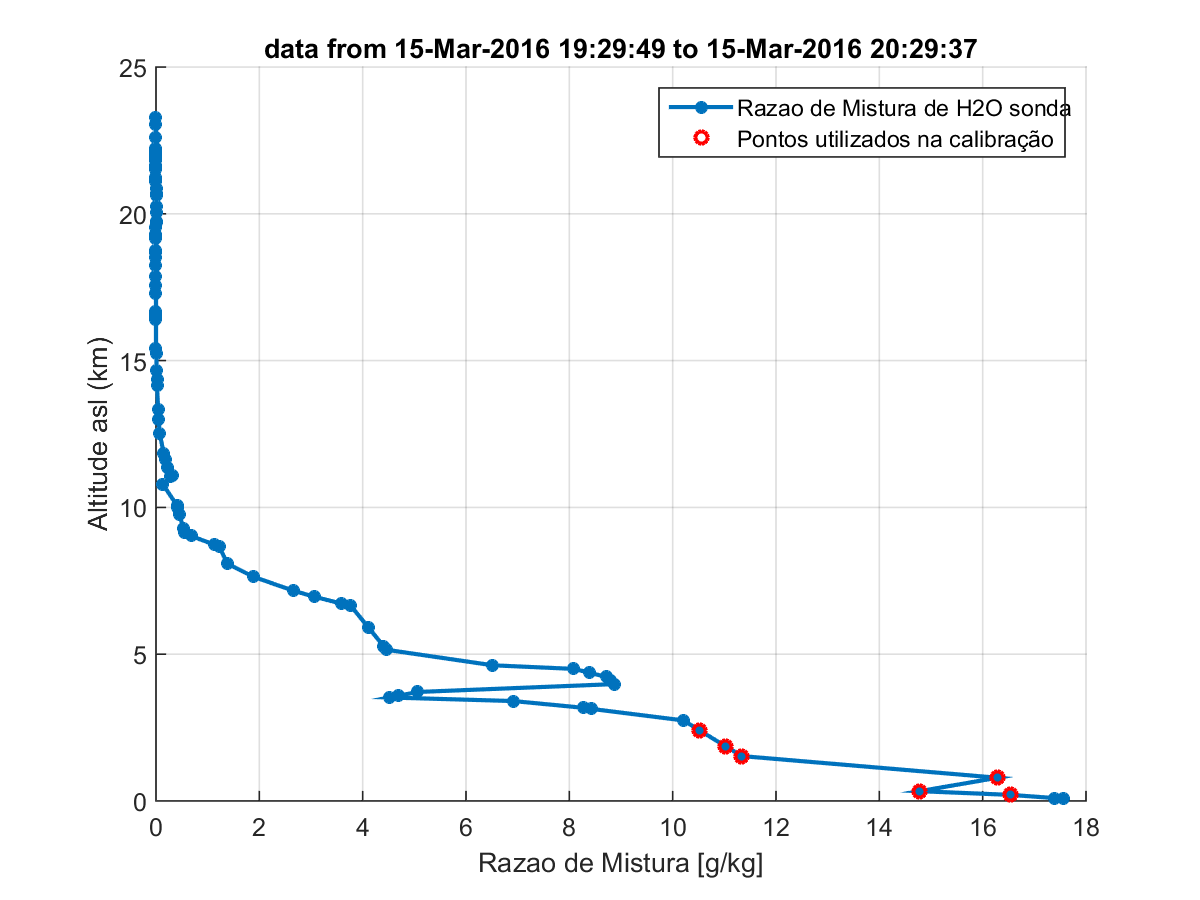 data from 15-Mar-2016 19:29:49 to 15-Mar-2016 20:29:37
Razao de Mistura de H2O sonda
Pontos utilizados na calibração
Altitude asl (km)
25
20
15
10
5
0
0 2 4 6 8 10 12 14 16 18
Razao de Mistura [g/kg]